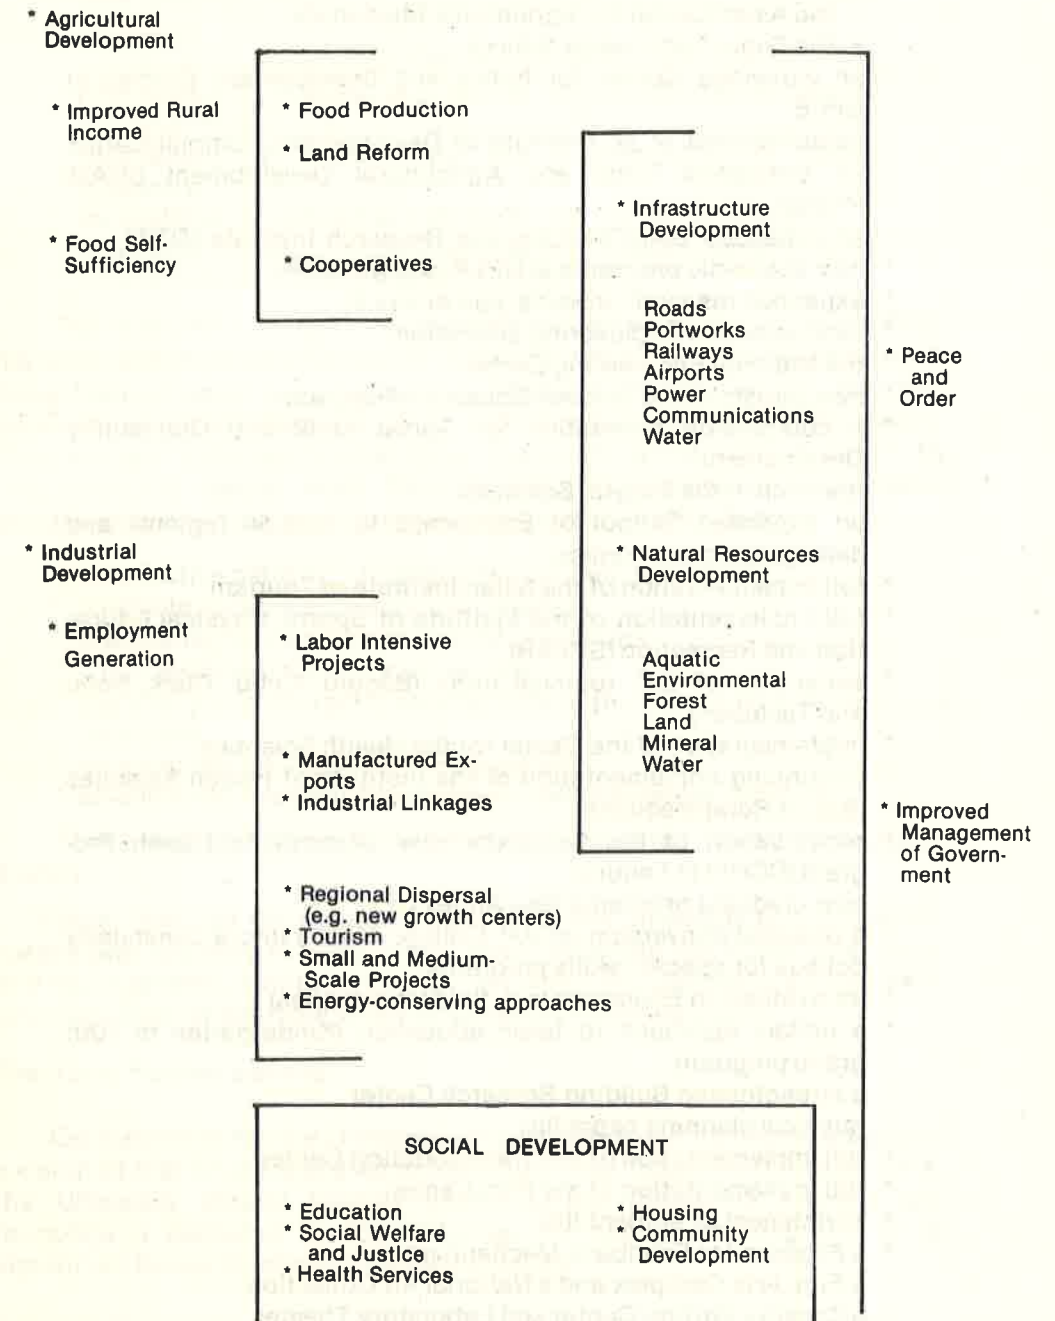 * Agricultural
Development
* Improved Rural
Income
* Food Self-
Sufficiency
* Food Production
* Land Reform
* Cooperatives
* Infrastructure
Development
Roads
Portworks
Railways
Airports
Power
Communications
Water
* Peace
and
Order
* Industrial
Development
* Employment
Generation
* Labor Intensive
Projects
* Manufactured Ex-
ports
* Industrial Linkages
* Regional Dispersal
(e.g. new growth centers)
* Tourism
* Small and Medium-
Scale Projects
* Energy-conserving approaches
* Natural Resources
Development
Aquatic
Environmental
Forest
Land
Mineral
Water
* Improved
Management
of Govern-
ment
SOCIAL DEVELOPMENT
* Education
* Social Welfare
and Justice
* Health Services
* Housing
* Community
Development